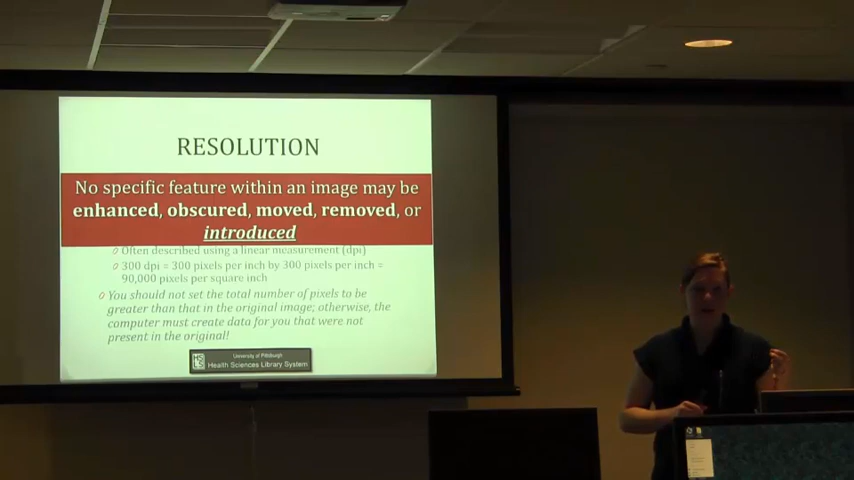 RESOLUTION
No specific feature within an image may be
enhanced, obscured, moved, removed, or
introduced
Often described using a linear measurement (dpi)
300 dpi = 300 pixels per inch by 300 pixels per inch =
90,000 pixels per square inch
You should not set the total number of pixels to be
greater than that in the original image; otherwise, the
computer must create data for you that were not
present in the original!
University of Pittsburgh
Health Sciences Library System